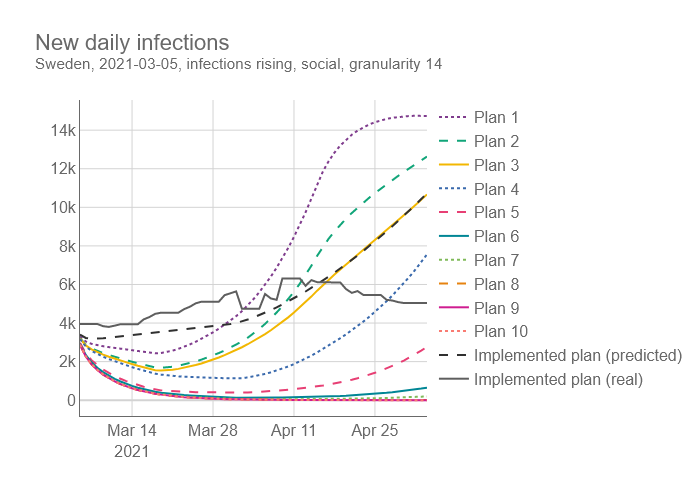 New daily infections
Sweden, 2021-03-05, infections rising, social, granularity 14
14k
12k
10k
8k
6k
4k
2k
0
Mar 14
2021
Mar 28
Apr 11
Apr 25
Plan 1
Plan 2
Plan 3
Plan 4
Plan 5
Plan 6
Plan 7
Plan 8
Plan 9
Plan 10
Implemented plan (predicted)
Implemented plan (real)